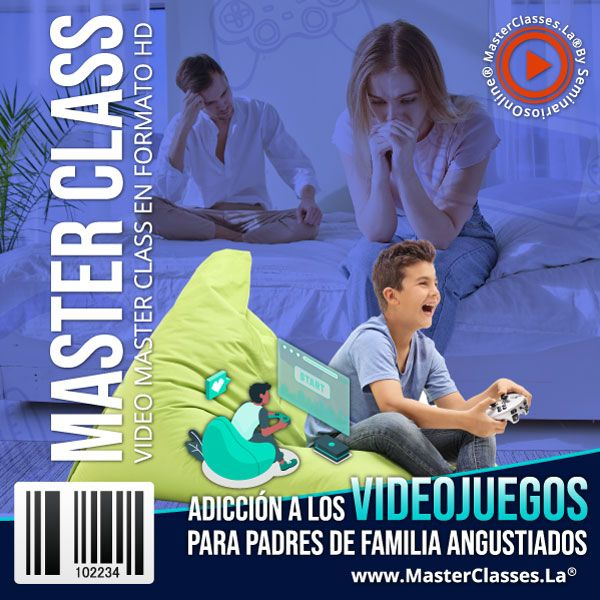 MasterClasses.La® By
SeminariosOnline®
MASTER CLASS
VIDEO MASTER CLASS EN FORMATO HD
START
ADICCIÓN A LOS VIDEOJUEGOS
PARA PADRES DE FAMILIA ANGUSTIADOS
102234
www.MasterClasses.La®